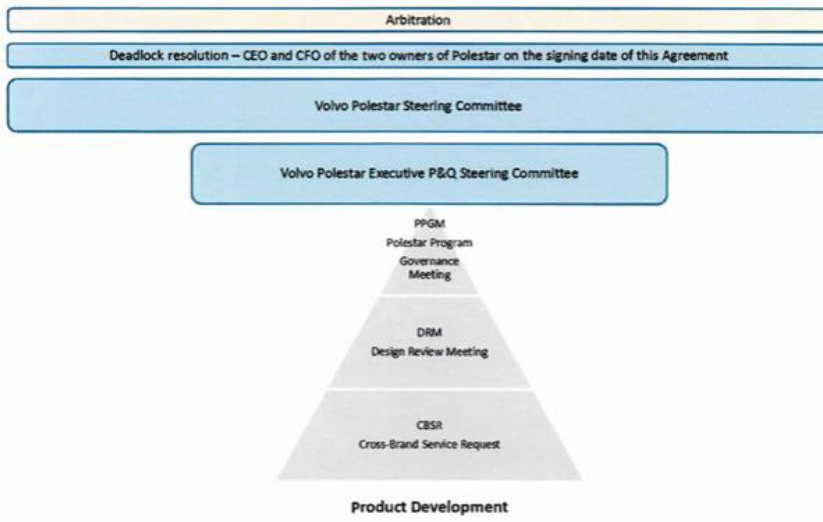 Arbitration
Deadlock resolution – CEO and CFO of the two owners of Polestar on the signing date of this Agreement
Volvo Polestar Steering Committee
Volvo Polestar Executive P&Q Steering Committee
PPGM
Polestar Program
Governance
Meeting
DRM
Design Review Meeting
CBSR
Cross-Brand Service Request
Product Development